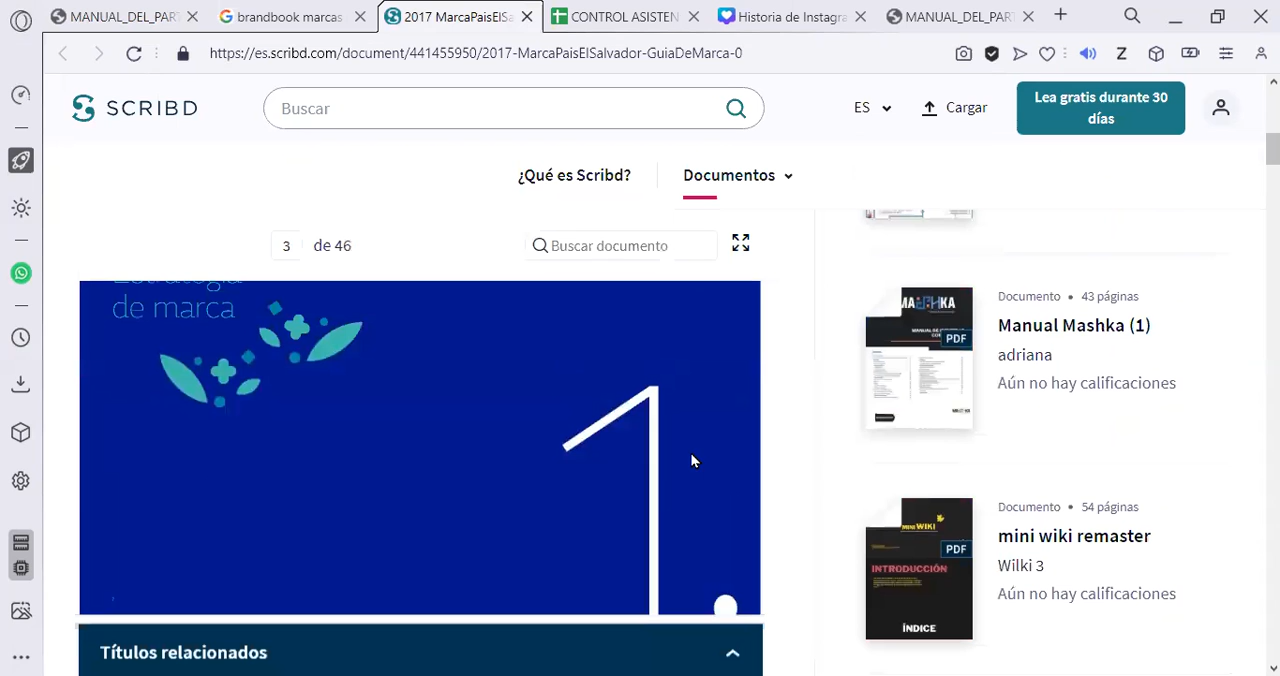 MANUAL_DEL_PAR
brandbook marcas
2017 MarcaPaisElSa
CONTROL ASISTEN
Historia de Instagra
MANUAL_DEL_PAR
https://es.scribd.com/document/441455950/2017-MarcaPaisElSalvador-GuiaDeMarca-0
SCRIBD
Buscar
ES
Cargar
Lea gratis durante 30
días
¿Qué es Scribd?
Documentos
3 de 46
Buscar documento
Estrategia
de marca
1.
Títulos relacionados
Documento • 43 páginas
Manual Mashka (1)
adriana
Aún no hay calificaciones
PDF
Documento • 54 páginas
mini wiki remaster
Wilki 3
Aún no hay calificaciones
MINI WIKI
PDF
INTRODUCCIÓN
ÍNDICE